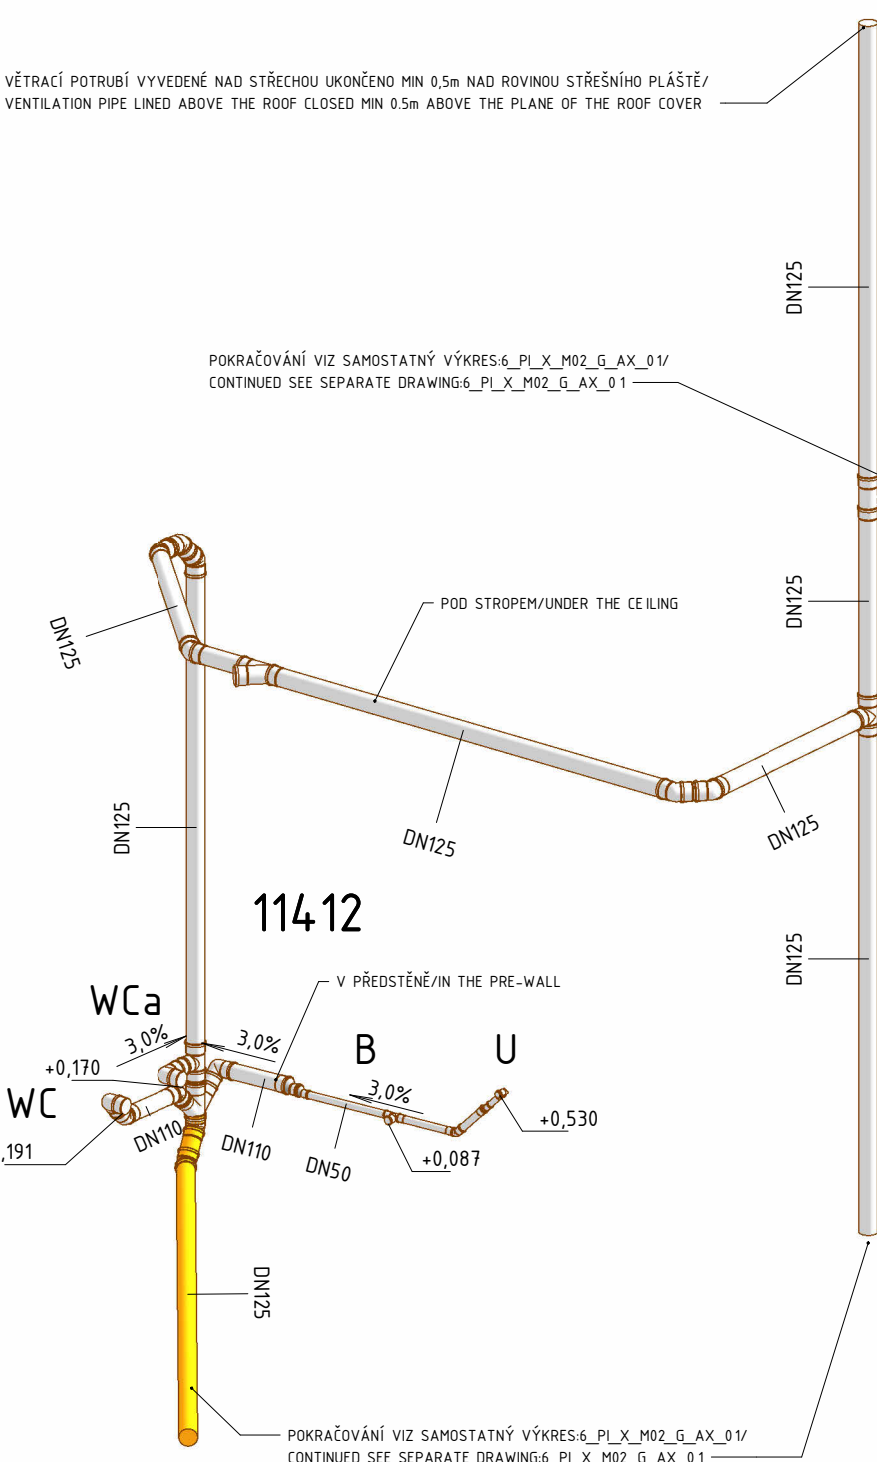 VĚTRACÍ POTRUBÍ VYVEDENÉ NAD STŘECHOU UKONČENO MIN 0,5m NAD ROVINOU STŘEŠNÍHO PLÁŠTĚ/
VENTILATION PIPE LINED ABOVE THE ROOF CLOSED MIN 0.5m ABOVE THE PLANE OF THE ROOF COVER
DN125
POKRAČOVÁNÍ VIZ SAMOSTATNÝ VÝKRES:6_PI_X_M02_G_AX_01/
CONTINUED SEE SEPARATE DRAWING:6_PI_X_M02_G_AX_01
DN125
POD STROPEM/UNDER THE CEILING
DN125
DN125
DN125
DN125
11412
DN125
V PŘEDSTĚNĚ/IN THE PRE-WALL
WCa
3,0%
3,0%
B
U
+0,170
3,0%
WC
+0,530
DN110
DN110
,191
+0,087
DN50
DN125
POKRAČOVÁNÍ VIZ SAMOSTATNÝ VÝKRES:6_PI_X_M02_G_AX_01/
CONTINUED SEE SEPARATE DRAWING:6_PI_X_M02_G_AX_01